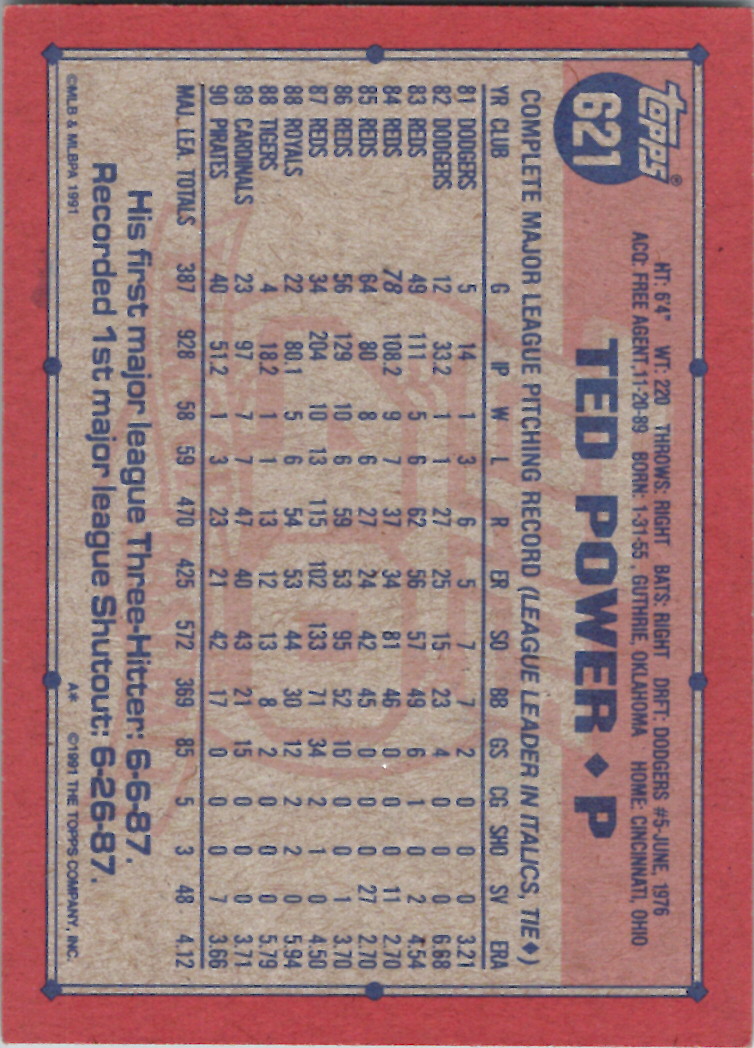 topps®
621
HT: 6'4" WT: 220 THROWS: RIGHT BATS: RIGHT DRFT: DODGERS #5-JUNE, 1976
ACQ: FREE AGENT, 11-20-89 BORN: 1-31-55, GUTHRIE, OKLAHOMA HOME: CINCINNATI, OHIO
TED POWER ♦ P
COMPLETE MAJOR LEAGUE PITCHING RECORD (LEAGUE LEADER IN ITALICS, TIE♦)
YR CLUB G IP W L R ER SO BB GS CG SHO SV ERA
81 DODGERS 5 14 1 3 6 5 7 7 2 0 0 0 3.21
82 DODGERS 12 33.2 1 1 27 25 15 23 4 0 0 0 6.68
83 REDS 49 111 5 6 62 56 57 49 6 1 0 2 4.54
84 REDS 78 108.2 9 7 37 34 81 46 0 0 0 11 2.70
85 REDS 64 80 8 6 27 24 42 45 0 0 0 27 2.70
86 REDS 56 129 10 6 59 53 95 52 10 0 0 1 3.70
87 REDS 34 204 10 13 115 102 133 71 34 2 1 0 4.50
88 ROYALS 22 80.1 5 6 54 53 44 30 12 2 2 0 5.94
88 TIGERS 4 18.2 1 1 13 12 13 8 2 0 0 0 5.79
89 CARDINALS 23 97 7 7 47 40 43 21 15 0 0 0 3.71
90 PIRATES 40 51.2 1 3 23 21 42 17 0 0 0 7 3.66
MAJ. LEA. TOTALS 387 928 58 59 470 425 572 369 85 5 3 48 4.12
His first major league Three-Hitter: 6-6-87.
Recorded 1st major league Shutout: 6-26-87.
©MLB & MLBPA 1991 A* ©1991 THE TOPPS COMPANY, INC.